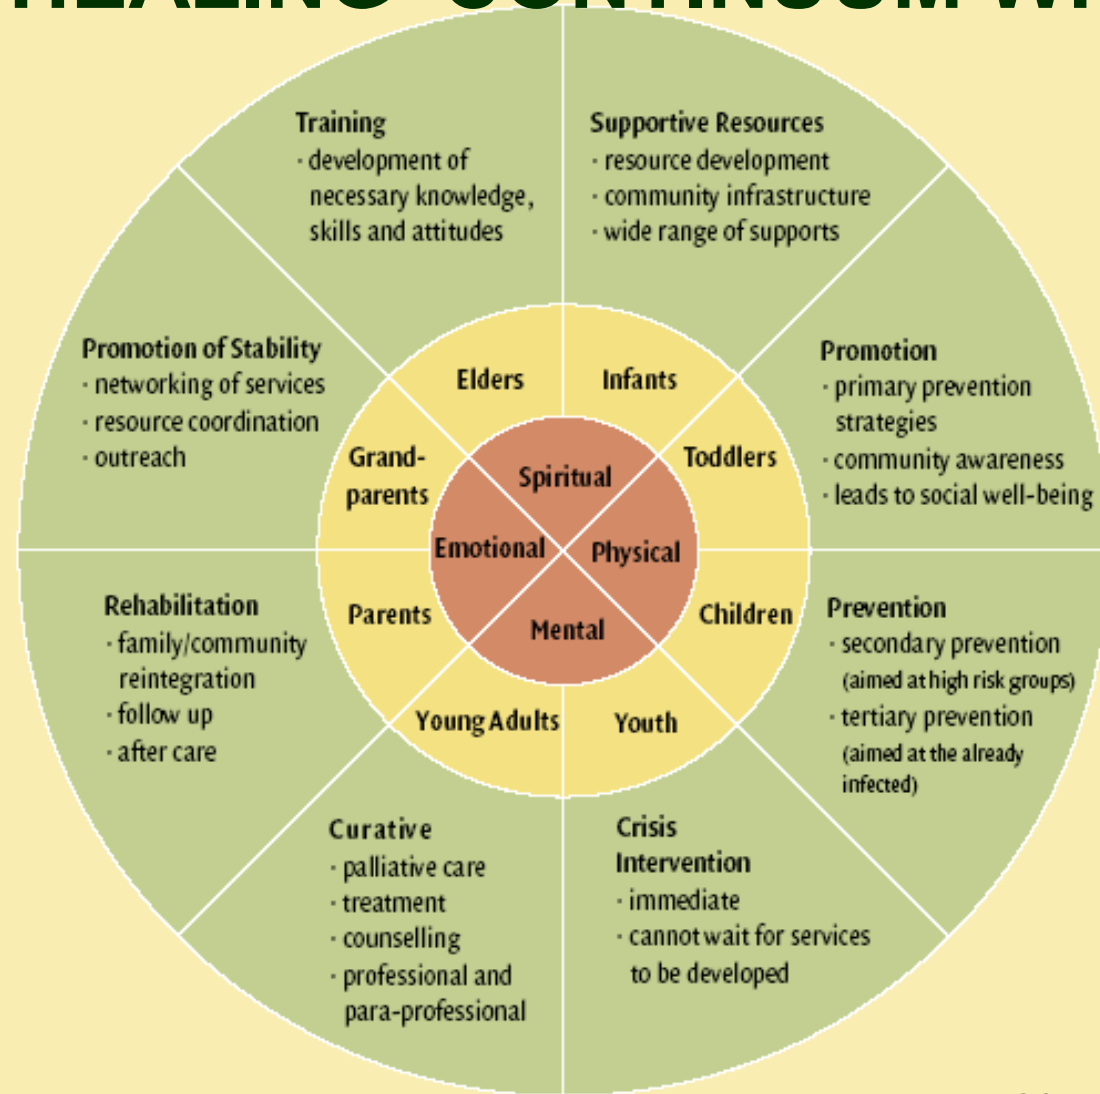 HEALING CONTINUUM
Training
· development of
necessary knowledge,
skills and attitudes
Supportive Resources
· resource development
· community infrastructure
· wide range of supports
Promotion
· primary prevention
strategies
· community awareness
· leads to social well-being
Prevention
· secondary prevention
(aimed at high risk groups)
· tertiary prevention
(aimed at the already
infected)
Crisis
Intervention
· immediate
· cannot wait for services
to be developed
Curative
· palliative care
· treatment
· counselling
· professional and
para-professional
Rehabilitation
· family/community
reintegration
· follow up
· after care
Promotion of Stability
· networking of services
· resource coordination
· outreach
Elders
Infants
Toddlers
Children
Youth
Young Adults
Parents
Grand-
parents
Spiritual
Physical
Mental
Emotional